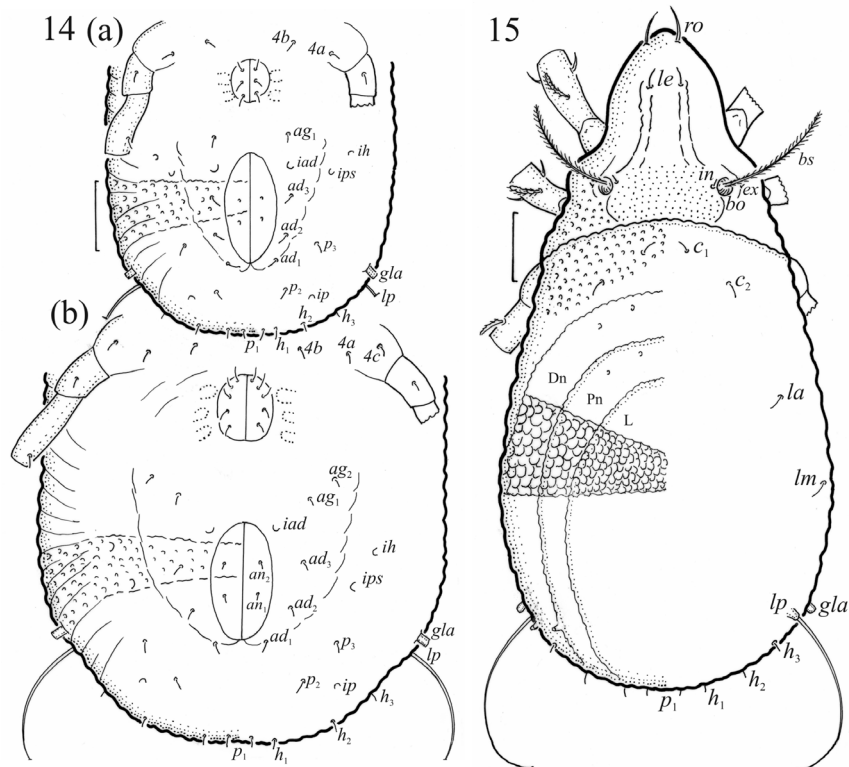 14 (a)
4b 4a
ag1
iad ih
ips
ad3
ad2
p3
ad1
gla
p2 ip lp
h3
h2
p1 h1
(b)
4b 4a 4c
ag2
ag1
iad
ih
ad3
an2
ips
an1
ad2
gla
ad1 p3
lp
p2 ip
h3
h2
p1 h1
15
ro
le
bs
in
ex
bo
c1
c2
Dn
Pn
la
L
lm
lp gla
h3
h2
p1 h1